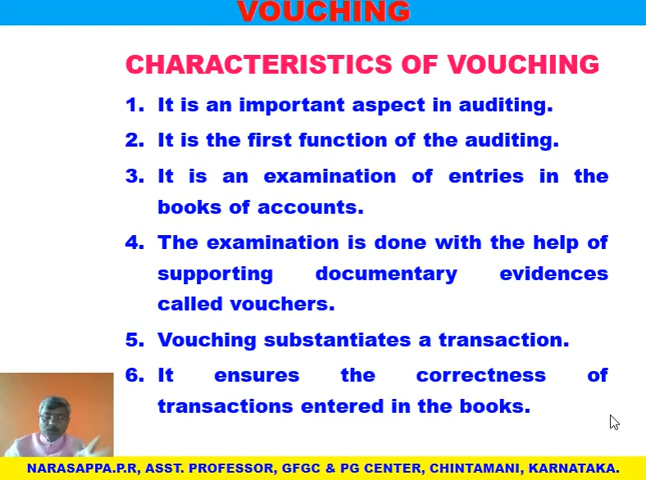 VOUCHING
CHARACTERISTICS OF VOUCHING
1. It is an important aspect in auditing.
2. It is the first function of the auditing.
3. It is an examination of entries in the
books of accounts.
4. The examination is done with the help of
supporting documentary evidences
called vouchers.
5. Vouching substantiates a transaction.
6. It ensures the correctness of
transactions entered in the books.
NARASAPPA.P.R, ASST. PROFESSOR, GFGC & PG CENTER, CHINTAMANI, KARNATAKA.